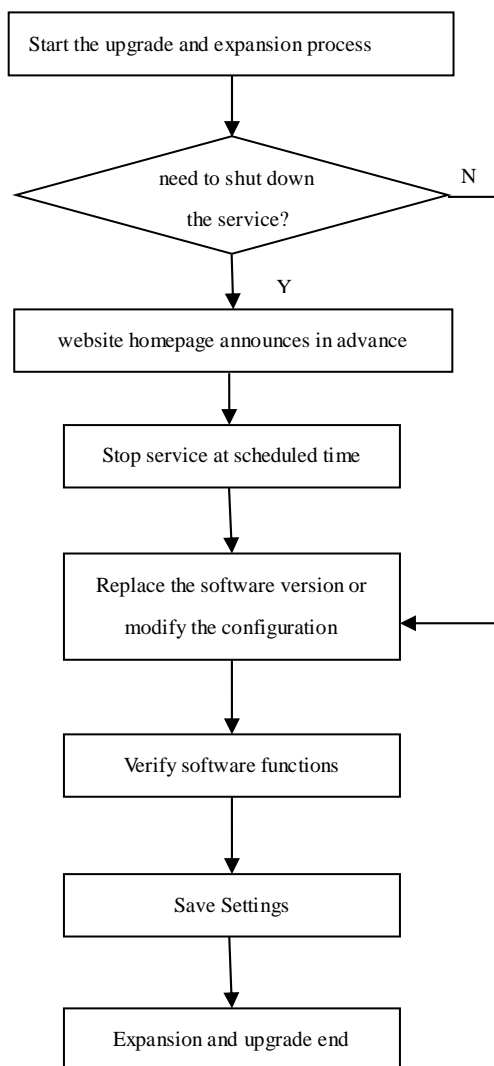 Start the upgrade and expansion process
need to shut down
the service?
N
Y
website homepage announces in advance
Stop service at scheduled time
Replace the software version or
modify the configuration
Verify software functions
Save Settings
Expansion and upgrade end